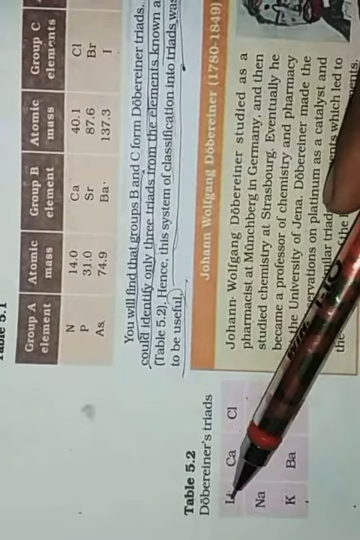 Table 5.1
Group A element Atomic mass Group B element Atomic mass Group C elements
N 14.0 Ca 40.1 Cl
P 31.0 Sr 87.6 Br
As 74.9 Ba 137.3 I
You will find that groups B and C form Döbereiner triads.
could identify only three triads from the elements known
(Table 5.2). Hence, this system of classification into triads was
to be useful.
Table 5.2
Döbereiner's triads
Ca Cl
Na
K Ba
Johann Wolfgang Döbereiner (1780-1849)
Johann Wolfgang Döbereiner studied as a
pharmacist at Münchberg in Germany, and then
studied chemistry at Strasbourg. Eventually he
became a professor of chemistry and pharmacy
the University of Jena. Döbereiner made the
on platinum as a catalyst and
which led to